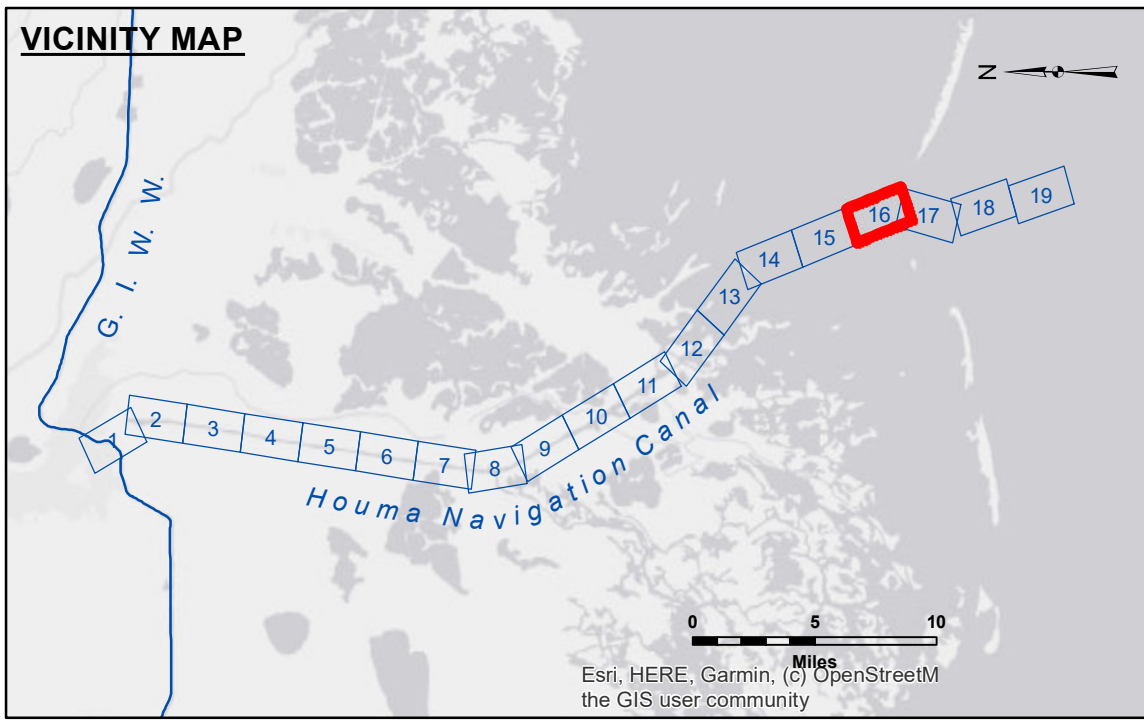 VICINITY MAP
N
G. I. W. W.
1
2
3
4
5
6
7
8
9
10
11
12
13
14
15
16
17
18
19
Houma Navigation Canal
0 5 10
Miles
Esri, HERE, Garmin, (c) OpenStreetM
the GIS user community